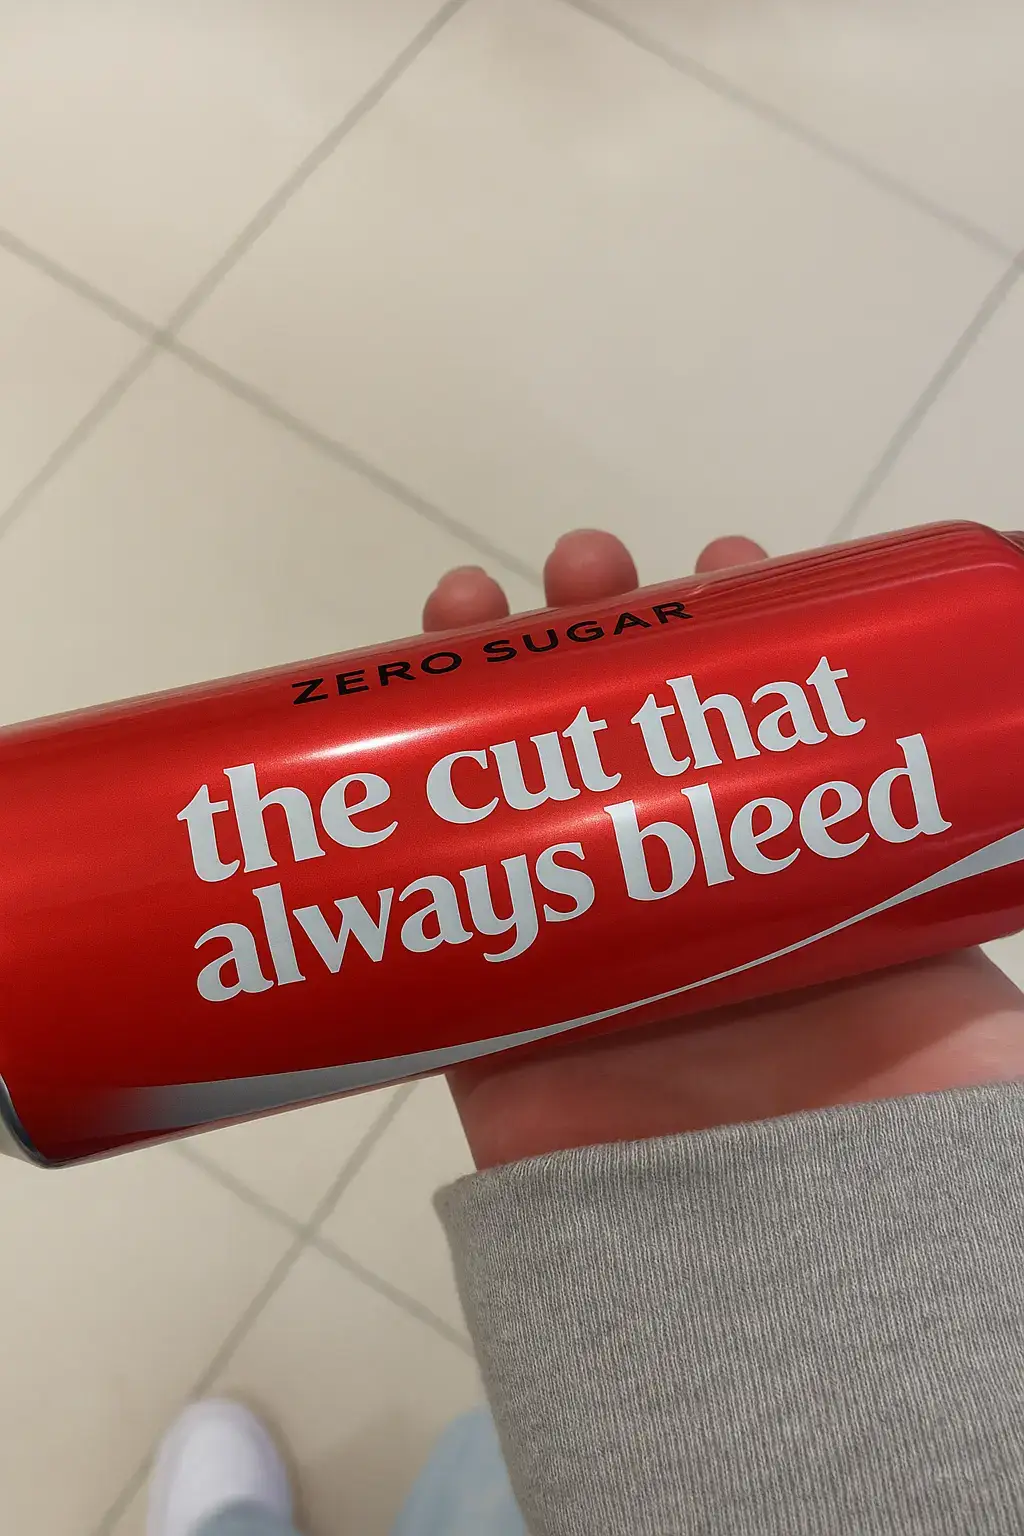 ZERO SUGAR
the cut that
always bleed